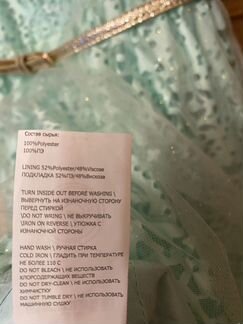 Состав сырья:
100%Polyester
100%ПЭ
LINING 52%Polyester/48%Viscose
ПОДКЛАДКА 52%ПЭ/48%Вискоза
TURN INSIDE OUT BEFORE WASHING \
ВЫВЕРНУТЬ НА ИЗНАНОЧНУЮ СТОРОНУ
ПЕРЕД СТИРКОЙ
\DO NOT WRING \ НЕ ВЫКРУЧИВАТЬ
\IRON ON REVERSE \ УТЮЖКА С
ИЗНАНОЧНОЙ СТОРОНЫ
HAND WASH \ РУЧНАЯ СТИРКА
COLD IRON \ ГЛАДИТЬ ПРИ ТЕМПЕРАТУРЕ
НЕ БОЛЕЕ 110 С
DO NOT BLEACH \ НЕ ИСПОЛЬЗОВАТЬ
ХЛОРСОДЕРЖАЩИХ ВЕЩЕСТВ
DO NOT DRY-CLEAN \ НЕ ИСПОЛЬЗОВАТЬ
ХИМЧИСТКУ
DO NOT TUMBLE DRY \ НЕ ИСПОЛЬЗОВАТЬ
МАШИННУЮ СУШКУ